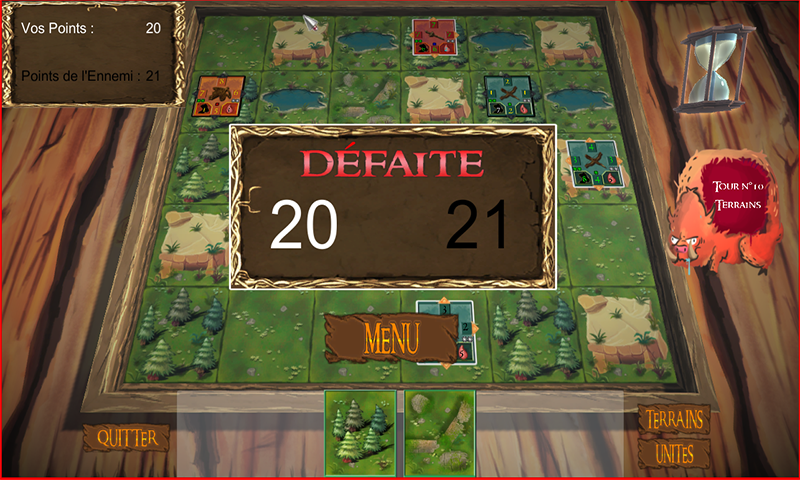 Vos Points : 20
Points de l'Ennemi : 21
DÉFAITE
20 21
TOUR N°10
TERRAINS
MENU
QUITTER
TERRAINS
UNITES